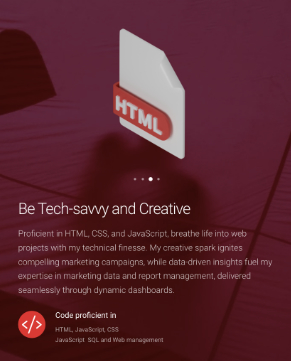 HTML
Be Tech-savvy and Creative
Proficient in HTML, CSS, and JavaScript, breathe life into web
projects with my technical finesse. My creative spark ignites
compelling marketing campaigns, while data-driven insights fuel my
expertise in marketing data and report management, delivered
seamlessly through dynamic dashboards.
</>
Code proficient in
HTML, JavaScript, CSS
JavaScript. SQL and Web management